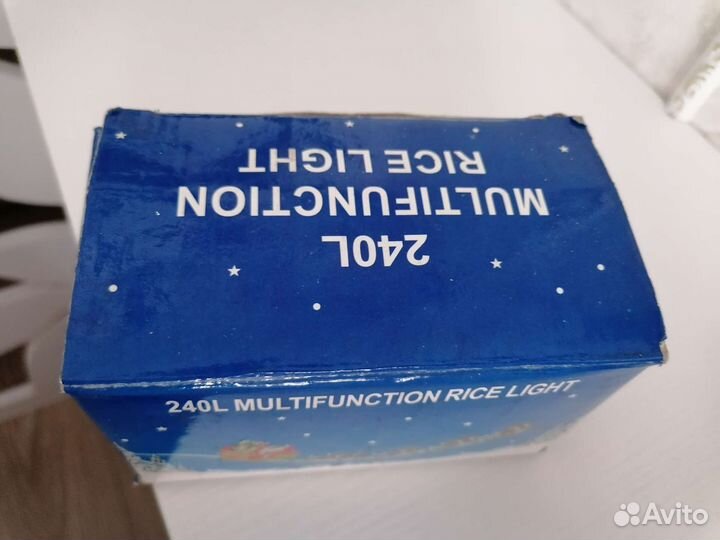 240L
MULTIFUNCTION
RICE LIGHT
240L MULTIFUNCTION RICE LIGHT
Avito